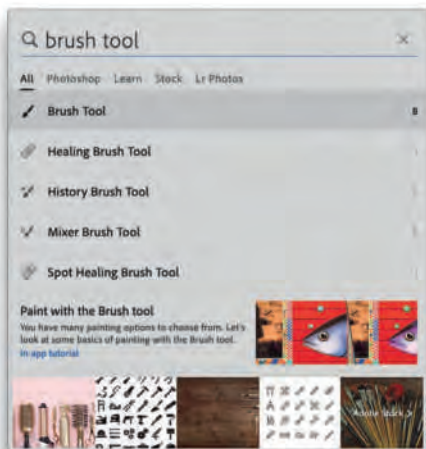 brush tool
All Photoshop Learn Stock Lr Photos
Brush Tool B
Healing Brush Tool
History Brush Tool
Mixer Brush Tool
Spot Healing Brush Tool
Paint with the Brush tool
You have many painting options to choose from. Let's
look at some basics of painting with the Brush tool.
In app tutorial
Adobe Stock >